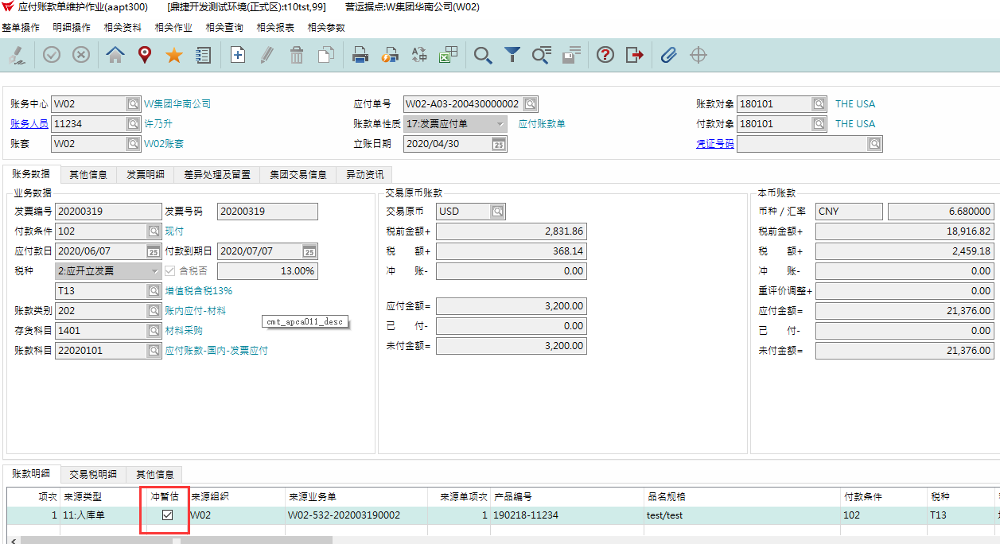 应付账款单维护作业(aapt300) [鼎捷开发测试环境(正式区):t10tst,99] 营运据点:W集团华南公司(W02)
整单操作 明细操作 相关资料 相关作业 相关查询 相关报表 相关参数
账务中心 W02 W集团华南公司 应付单号 W02-A03-200430000002 账款对象 180101 THE USA
账务人员 11234 许乃升 账款单性质 17:发票应付单 应付账款单 付款对象 180101 THE USA
账套 W02 W02账套 立账日期 2020/04/30 25 凭证号码
账务数据 其他信息 发票明细 差异处理及留置 集团交易信息 异动资讯
业务数据 交易原币账款 本币账款
发票编号 20200319 发票号码 20200319 交易原币 USD 币种 / 汇率 CNY 6.680000
付款条件 102 现付 税前金额+ 2,831.86 税前金额+ 18,916.82
应付款日 2020/06/07 25 付款到期日 2020/07/07 25 税 额+ 368.14 税 额+ 2,459.18
税种 2:应开立发票 含税否 13.00% 冲 账- 0.00 冲 账- 0.00
T13 增值税含税13% 重评价调整+ 0.00
账款类别 202 账内应付-材料 应付金额= 3,200.00 应付金额= 21,376.00
cmt_apca011_desc
存货科目 1401 材料采购 已 付- 0.00 已 付- 0.00
账款科目 22020101 应付账款-国内-发票应付 未付金额= 3,200.00 未付金额= 21,376.00
账款明细 交易税明细 其他信息
项次 来源类型 冲暂估 来源组织 来源业务单 来源单项次 产品编号 品名规格 付款条件 税种
1 11:入库单 W02 W02-532-202003190002 1 190218-11234 test/test 102 T13